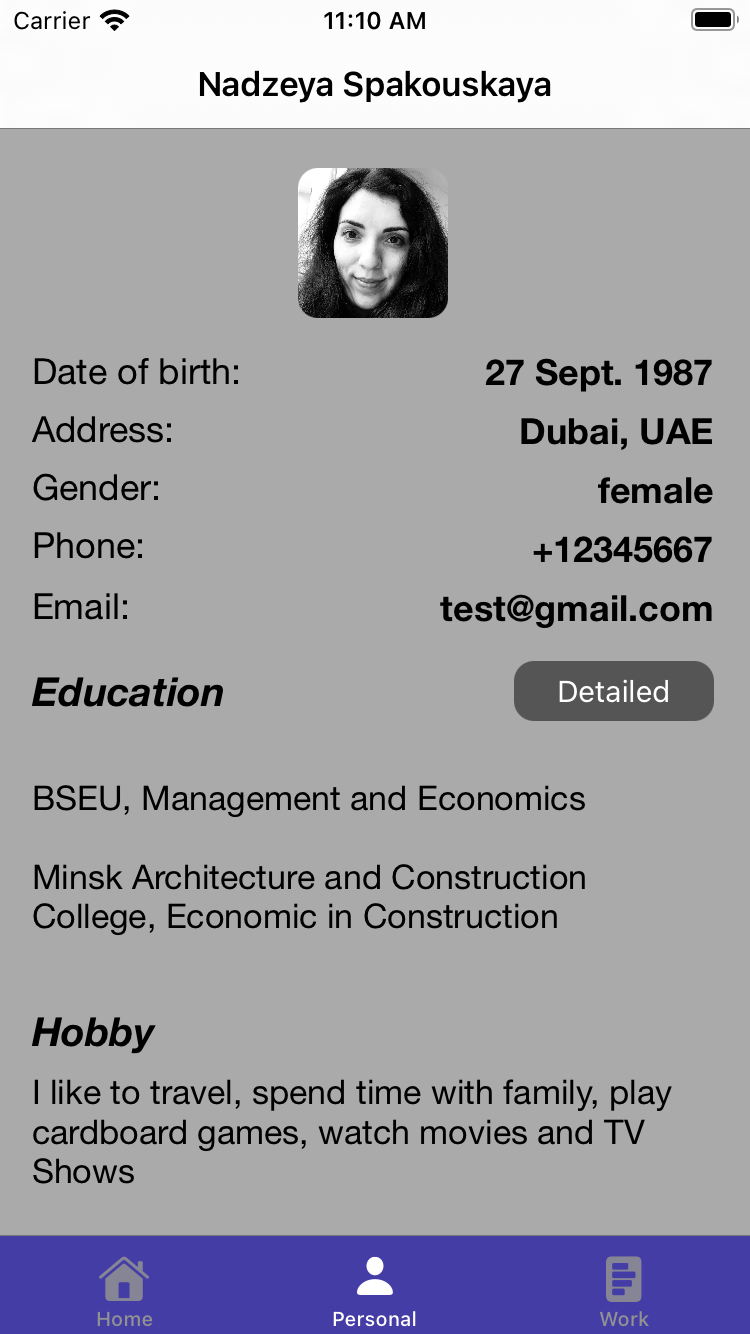 Carrier 11:10 AM
Nadzeya Spakouskaya
Date of birth: 27 Sept. 1987
Address: Dubai, UAE
Gender: female
Phone: +12345667
Email: test@gmail.com
Education Detailed
BSEU, Management and Economics
Minsk Architecture and Construction
College, Economic in Construction
Hobby
I like to travel, spend time with family, play
cardboard games, watch movies and TV
Shows
Home Personal Work